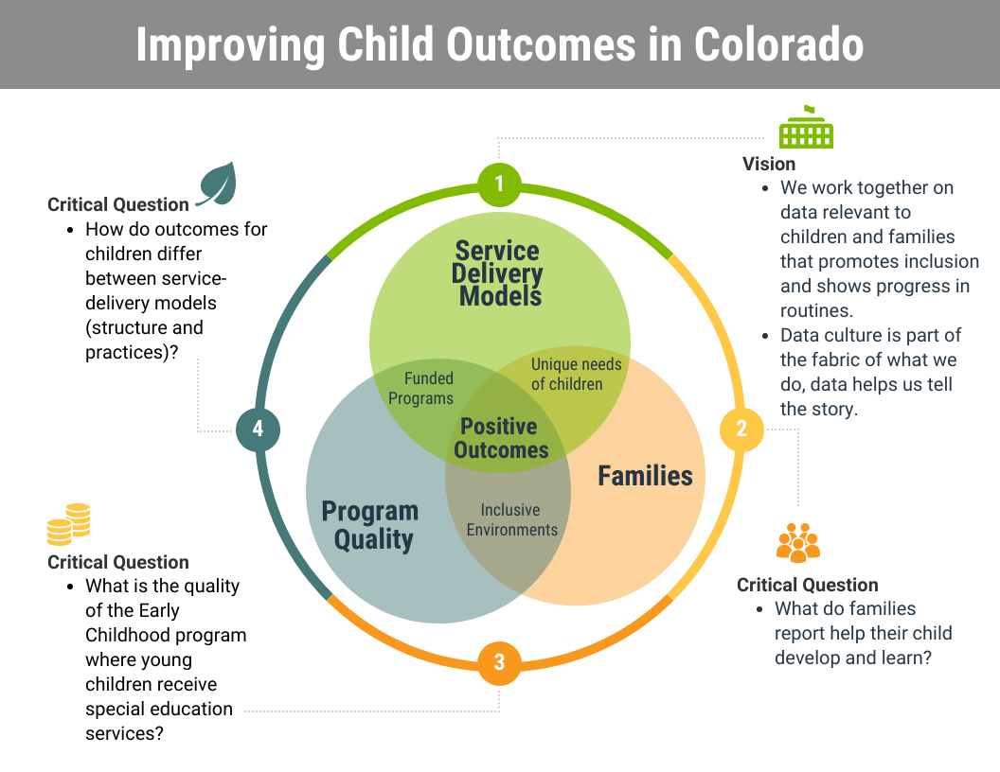 Improving Child Outcomes in Colorado
1
Vision
• We work together on
data relevant to
children and families
that promotes inclusion
and shows progress in
routines.
• Data culture is part of
the fabric of what we
do, data helps us tell
the story.
Critical Question
• How do outcomes for
children differ
between service-
delivery models
(structure and
practices)?
Service
Delivery
Models
Funded
Programs
Unique needs
of children
Positive
Outcomes
4
2
Families
Program
Quality
Inclusive
Environments
Critical Question
• What is the quality
of the Early
Childhood program
where young
children receive
special education
services?
Critical Question
• What do families
report help their child
develop and learn?
3